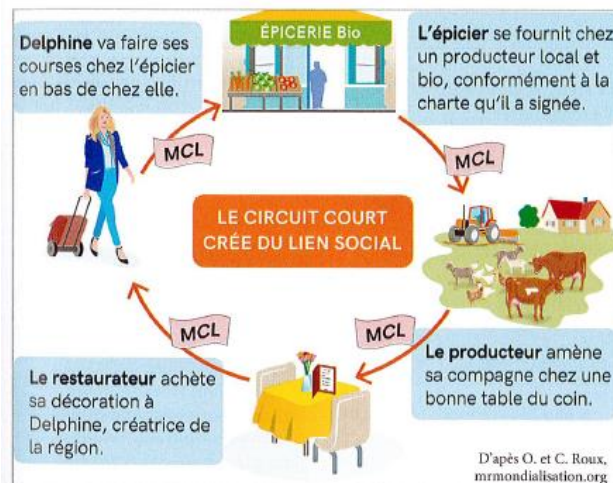 Delphine va faire ses
courses chez l'épicier
en bas de chez elle.
ÉPICERIE Bio
L'épicier se fournit chez
un producteur local et
bio, conformément à la
charte qu'il a signée.
MCL
MCL
LE CIRCUIT COURT
CRÉE DU LIEN SOCIAL
MCL
MCL
Le restaurateur achète
sa décoration à
Delphine, créatrice de
la région.
Le producteur amène
sa compagne chez une
bonne table du coin.
D'après O. et C. Roux,
mrmondialisation.org